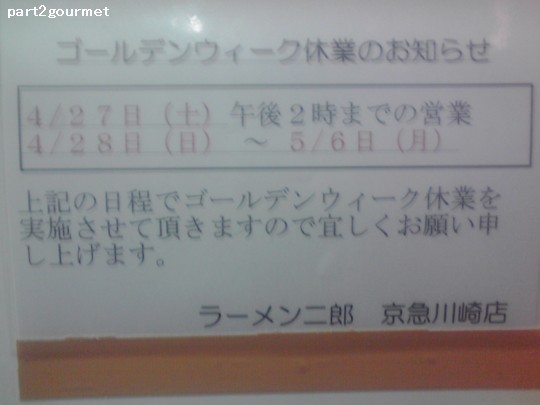 part2gourmet
ゴールデンウィーク休業のお知らせ
4/27日（土）午後2時までの営業
4/28日（日） ～ 5/6日（月）
上記の日程でゴールデンウィーク休業を
実施させて頂きますので宜しくお願い申
し上げます。
ラーメン二郎　京急川崎店